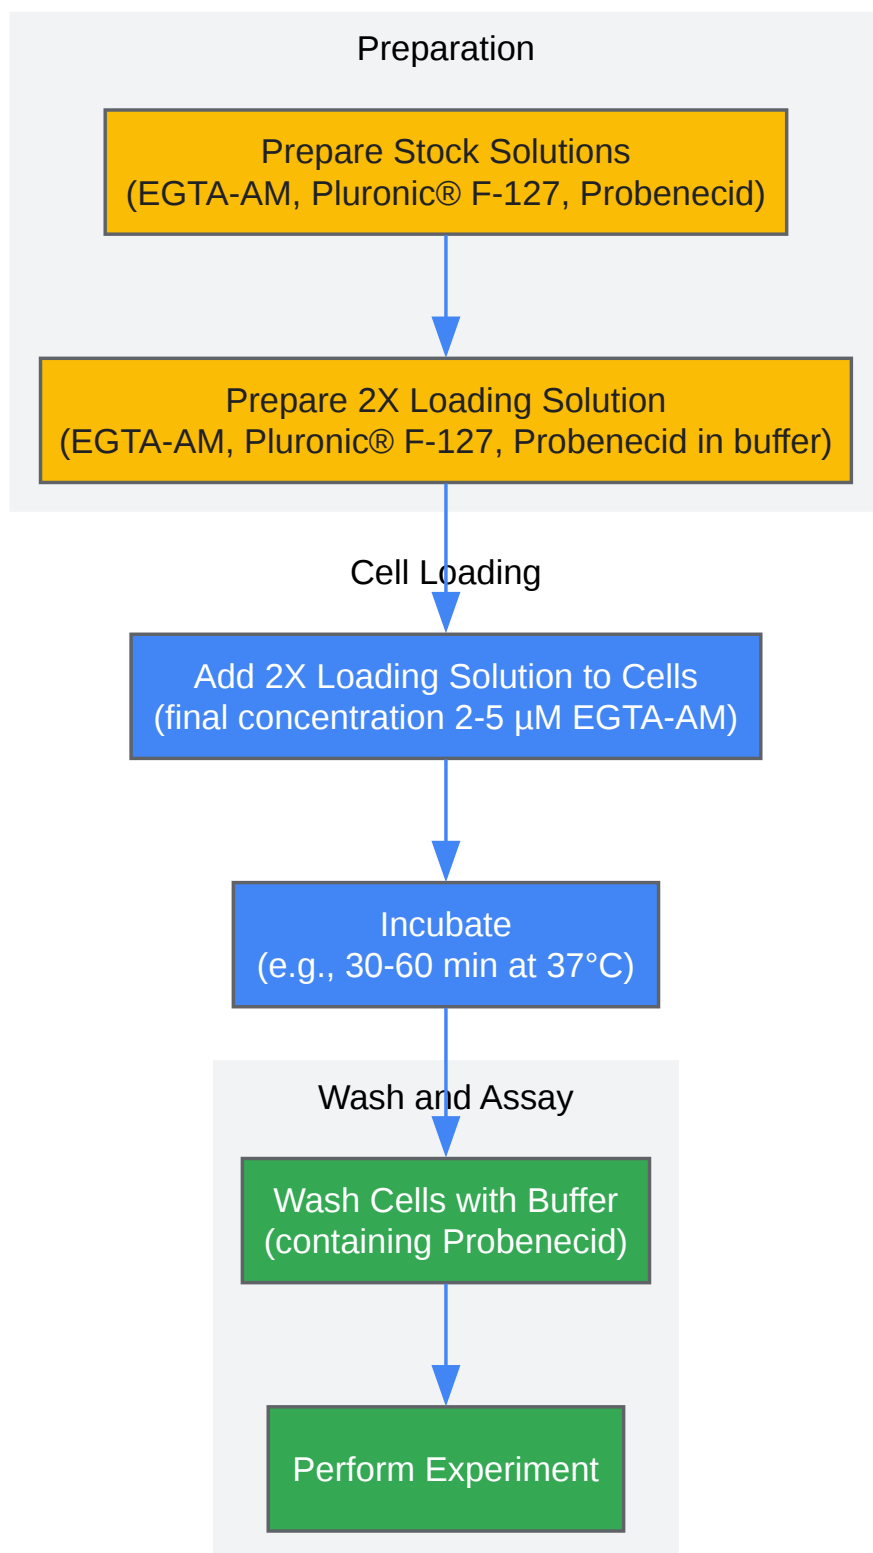 Preparation
Prepare Stock Solutions
(EGTA-AM, Pluronic® F-127, Probenecid)
Prepare 2X Loading Solution
(EGTA-AM, Pluronic® F-127, Probenecid in buffer)
Cell Loading
Add 2X Loading Solution to Cells
(final concentration 2-5 µM EGTA-AM)
Incubate
(e.g., 30-60 min at 37°C)
Wash and Assay
Wash Cells with Buffer
(containing Probenecid)
Perform Experiment